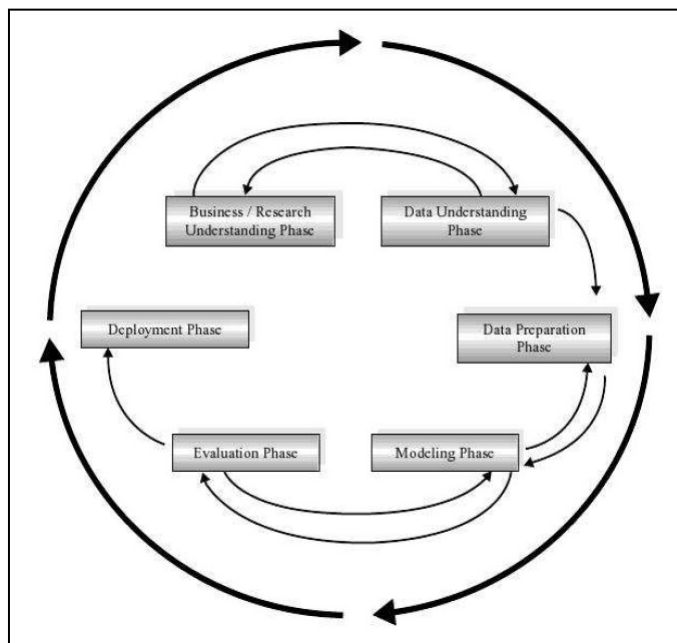 Business / Research
Understanding Phase
Data Understanding
Phase
Deployment Phase
Data Preparation
Phase
Evaluation Phase
Modeling Phase